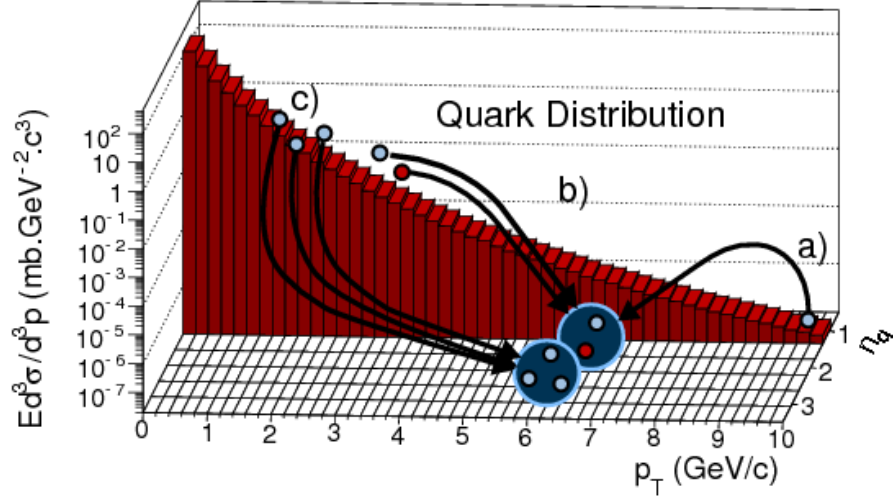 c)
Quark Distribution
b)
a)
Ed³σ/d³p (mb.GeV⁻².c³)
10²
10
1
10⁻¹
10⁻²
10⁻³
10⁻⁴
10⁻⁵
10⁻⁶
10⁻⁷
0 1 2 3 4 5 6 7 8 9 10
p_T (GeV/c)
1
2
3
n_q